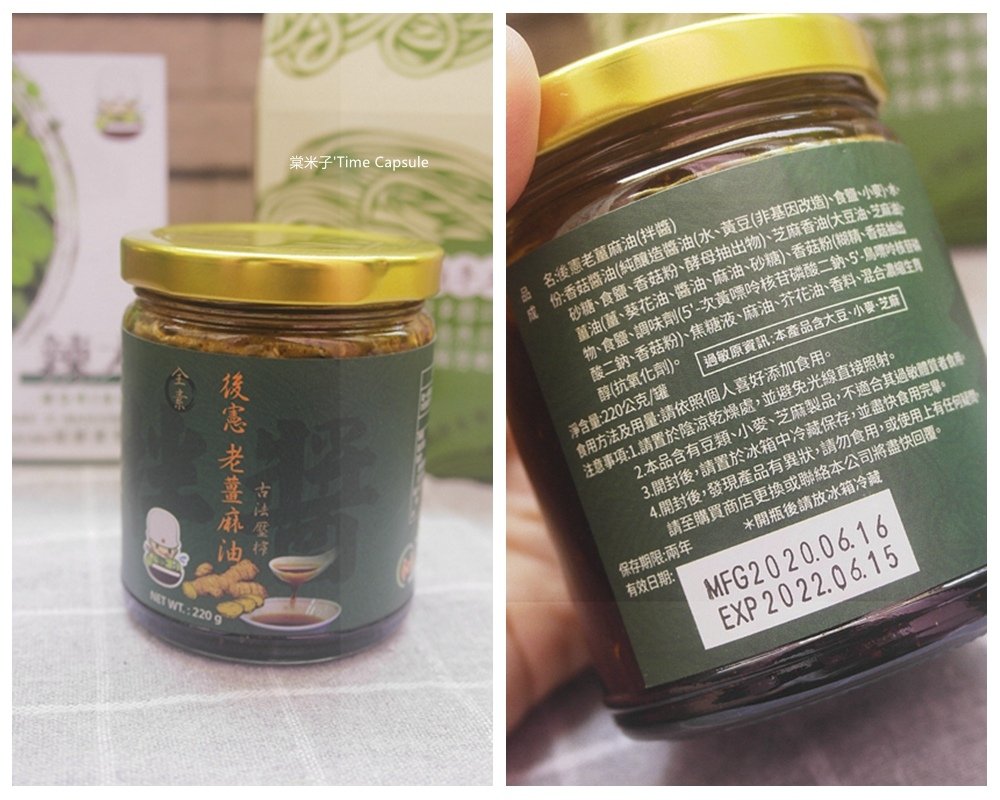 棠米子'Time Capsule
全素
後憲老薑麻油
古法壓榨
NET WT. : 220 g
品名:後憲老薑麻油(拌醬)
成份:香菇醬油(純釀造醬油(水、黃豆(非基因改造)、食鹽、小麥)、水、
砂糖、食鹽、香菇粉、酵母抽出物)、芝麻香油(大豆油、芝麻油)、
薑油(薑、葵花油、醬油、麻油、砂糖)、香菇粉(糊精、香菇抽出
物、食鹽、調味劑(5'-次黃嘌呤核苷磷酸二鈉、5'-鳥嘌呤核苷磷
酸二鈉、香菇粉)、焦糖液、麻油、芥花油、香料、混合濃縮生育
醇(抗氧化劑)。
過敏原資訊:本產品含大豆、小麥、芝麻
淨含量:220公克/罐
食用方法及用量:請依照個人喜好添加食用。
注意事項:1.請置於陰涼乾燥處,並避免光線直接照射。
2.本品含有豆類、小麥、芝麻製品,不適合其過敏體質者食用。
3.開封後,請置於冰箱中冷藏保存,並盡快食用完畢。
4.開封後,發現產品有異狀,請勿食用,或使用上有任何疑問,
請至購買商店更換或聯絡本公司將盡快回覆。
＊開瓶後請放冰箱冷藏
保存期限:兩年
有效日期:
MFG2020.06.16
EXP2022.06.15